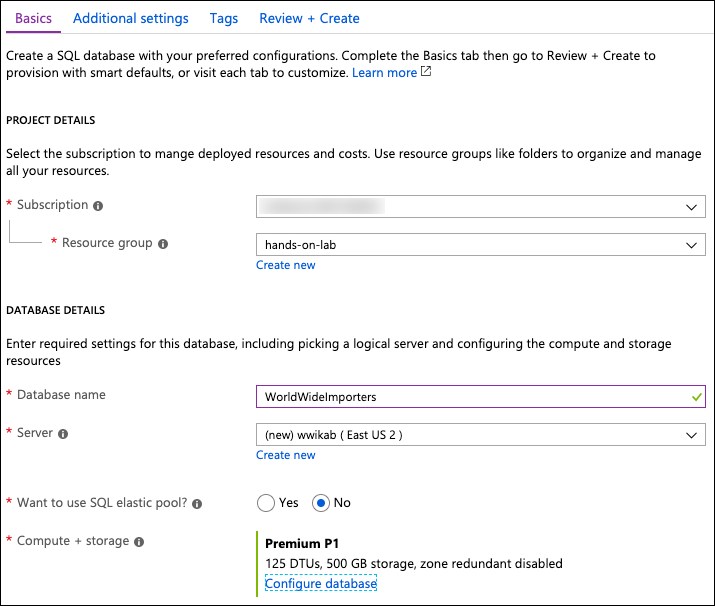 Basics Additional settings Tags Review + Create
Create a SQL database with your preferred configurations. Complete the Basics tab then go to Review + Create to
provision with smart defaults, or visit each tab to customize. Learn more
PROJECT DETAILS
Select the subscription to mange deployed resources and costs. Use resource groups like folders to organize and manage
all your resources.
* Subscription
* Resource group
hands-on-lab
Create new
DATABASE DETAILS
Enter required settings for this database, including picking a logical server and configuring the compute and storage
resources
* Database name
WorldWideImporters
* Server
(new) wwikab ( East US 2 )
Create new
* Want to use SQL elastic pool?
Yes No
* Compute + storage
Premium P1
125 DTUs, 500 GB storage, zone redundant disabled
Configure database